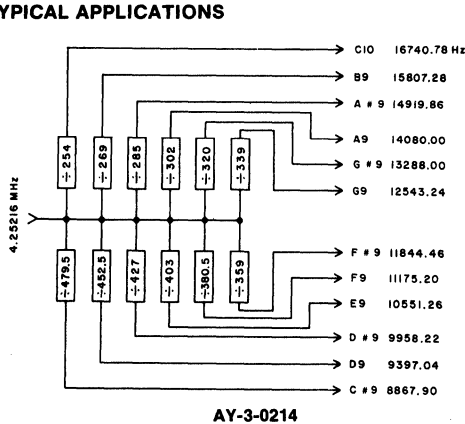 YPICAL APPLICATIONS
C10 16740.78 Hz
B9 15807.28
A # 9 14919.86
A9 14080.00
G # 9 13288.00
G9 12543.24
÷254
÷269
÷285
÷302
÷320
÷339
4.25216 MHz
÷479.5
÷452.5
÷427
÷403
÷380.5
÷359
F # 9 11844.46
F9 11175.20
E9 10551.26
D # 9 9958.22
D9 9397.04
C # 9 8867.90
AY-3-0214